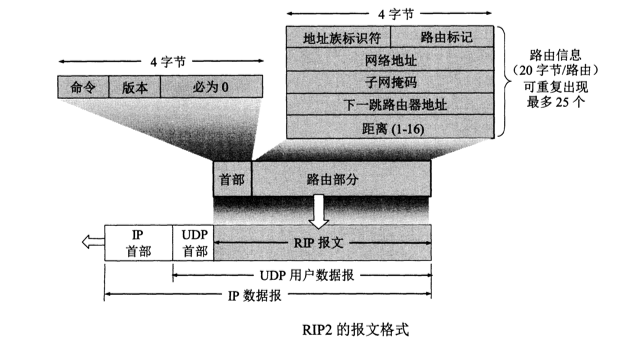 4 字节
地址族标识符 路由标记
网络地址
子网掩码
下一跳路由器地址
距离 (1-16)
路由信息
(20 字节/路由)
可重复出现
最多 25 个
4 字节
命令 版本 必为 0
首部 路由部分
IP
首部
UDP
首部
RIP 报文
UDP 用户数据报
IP 数据报
RIP2 的报文格式